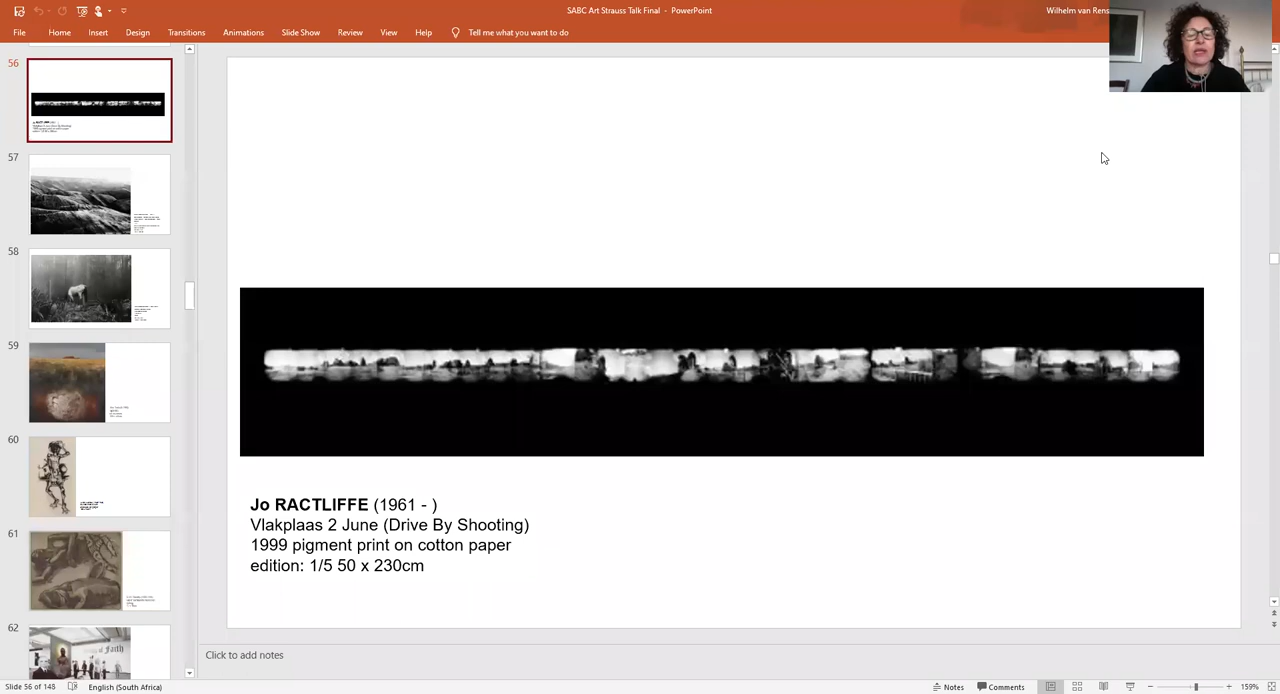 SABC Art Strauss Talk Final - PowerPoint
Wilhelm van Rens
File Home Insert Design Transitions Animations Slide Show Review View Help Tell me what you want to do
56
57
58
59
60
61
62
Jo RACTLIFFE (1961 - )
Vlakplaas 2 June (Drive By Shooting)
1999 pigment print on cotton paper
edition: 1/5 50 x 230cm
Click to add notes
Slide 56 of 148 English (South Africa) Notes Comments 159%